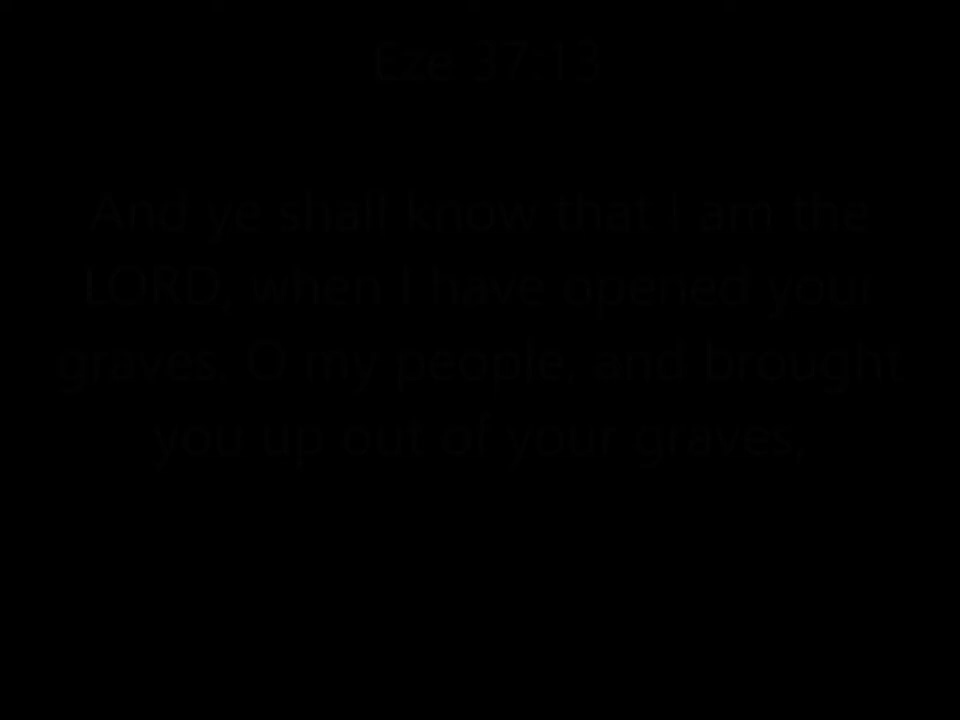 Eze 37:13
And ye shall know that I am the
LORD, when I have opened your
graves, O my people, and brought
you up out of your graves,